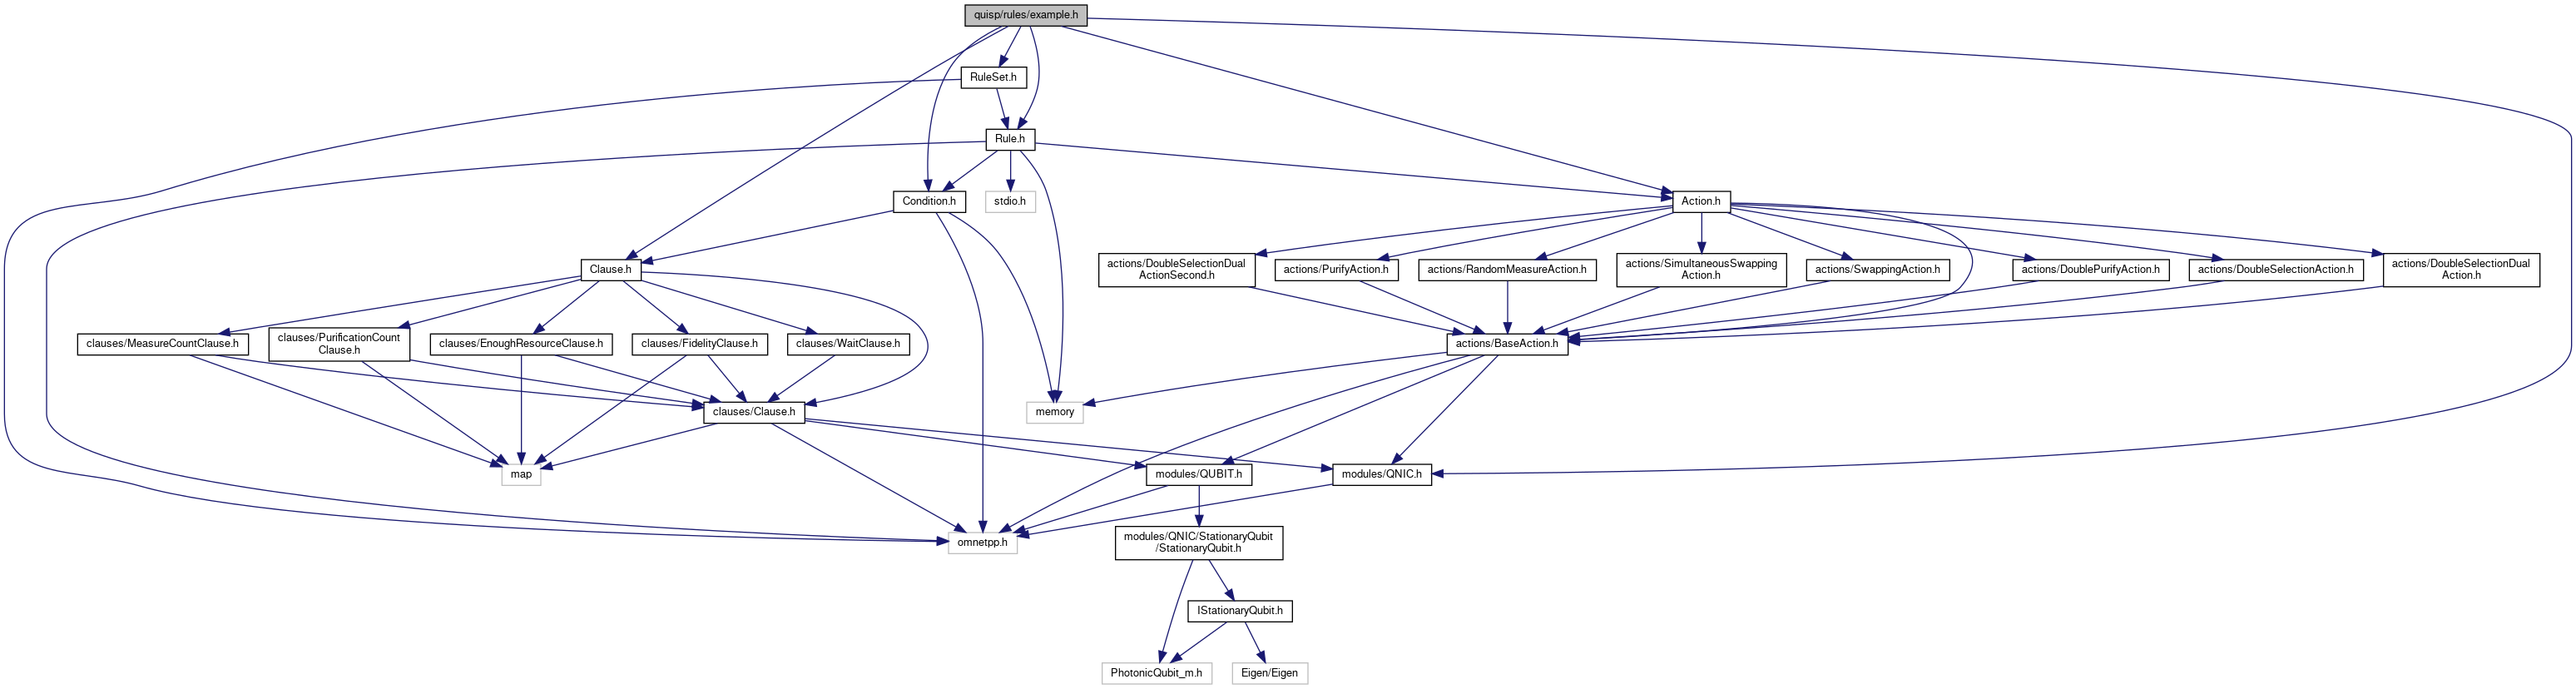 quisp/rules/example.h
RuleSet.h
Rule.h
Condition.h
stdio.h
Action.h
Clause.h
actions/DoubleSelectionDual
ActionSecond.h
actions/PurifyAction.h
actions/RandomMeasureAction.h
actions/SimultaneousSwapping
Action.h
actions/SwappingAction.h
actions/DoublePurifyAction.h
actions/DoubleSelectionAction.h
actions/DoubleSelectionDual
Action.h
clauses/MeasureCountClause.h
clauses/PurificationCount
Clause.h
clauses/EnoughResourceClause.h
clauses/FidelityClause.h
clauses/WaitClause.h
actions/BaseAction.h
clauses/Clause.h
memory
map
modules/QUBIT.h
modules/QNIC.h
omnetpp.h
modules/QNIC/StationaryQubit
/StationaryQubit.h
IStationaryQubit.h
PhotonicQubit_m.h
Eigen/Eigen